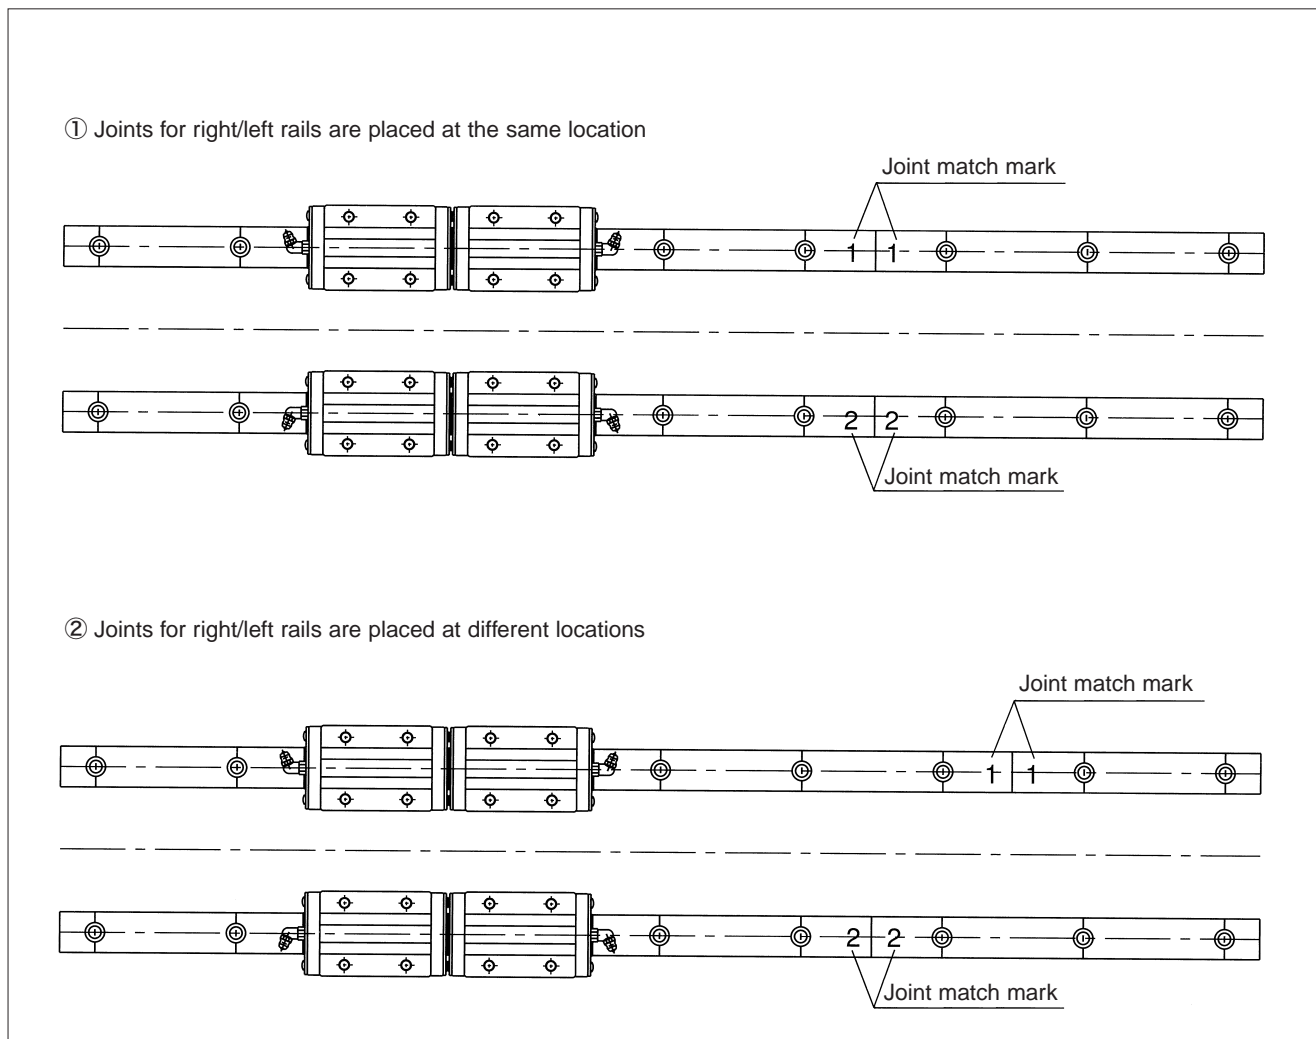 ① Joints for right/left rails are placed at the same location
Joint match mark
1 1
2 2
Joint match mark
② Joints for right/left rails are placed at different locations
Joint match mark
1 1
2 2
Joint match mark